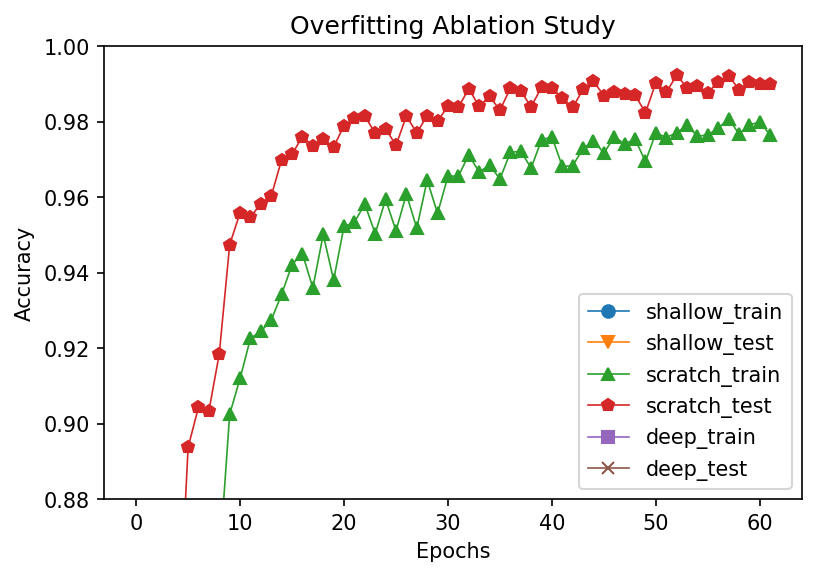 Overfitting Ablation Study
1.00
0.98
0.96
0.94
0.92
0.90
0.88
Accuracy
shallow_train
shallow_test
scratch_train
scratch_test
deep_train
deep_test
0 10 20 30 40 50 60
Epochs